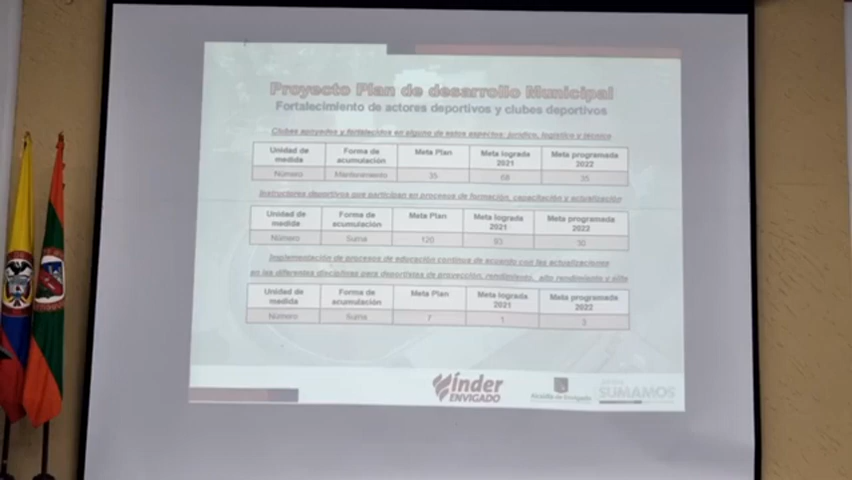 Proyecto Plan de desarrollo Municipal
Fortalecimiento de actores deportivos y clubes deportivos
Clubes apoyados y fortalecidos en alguno de estos aspectos: jurídico, logístico y técnico
Unidad de medida Forma de acumulación Meta Plan Meta lograda 2021 Meta programada 2022
Número Mantenimiento 35 68 35
Instructores deportivos que participan en procesos de formación, capacitación y actualización
Unidad de medida Forma de acumulación Meta Plan Meta lograda 2021 Meta programada 2022
Número Suma 120 83 30
Implementación de procesos de educación continua de acuerdo con las actualizaciones
en las diferentes disciplinas para deportistas de proyección, rendimiento, alto rendimiento y élite
Unidad de medida Forma de acumulación Meta Plan Meta lograda 2021 Meta programada 2022
Número Suma 7 1 3
Índer
ENVIGADO
Alcaldía de Envigado
SUMAMOS